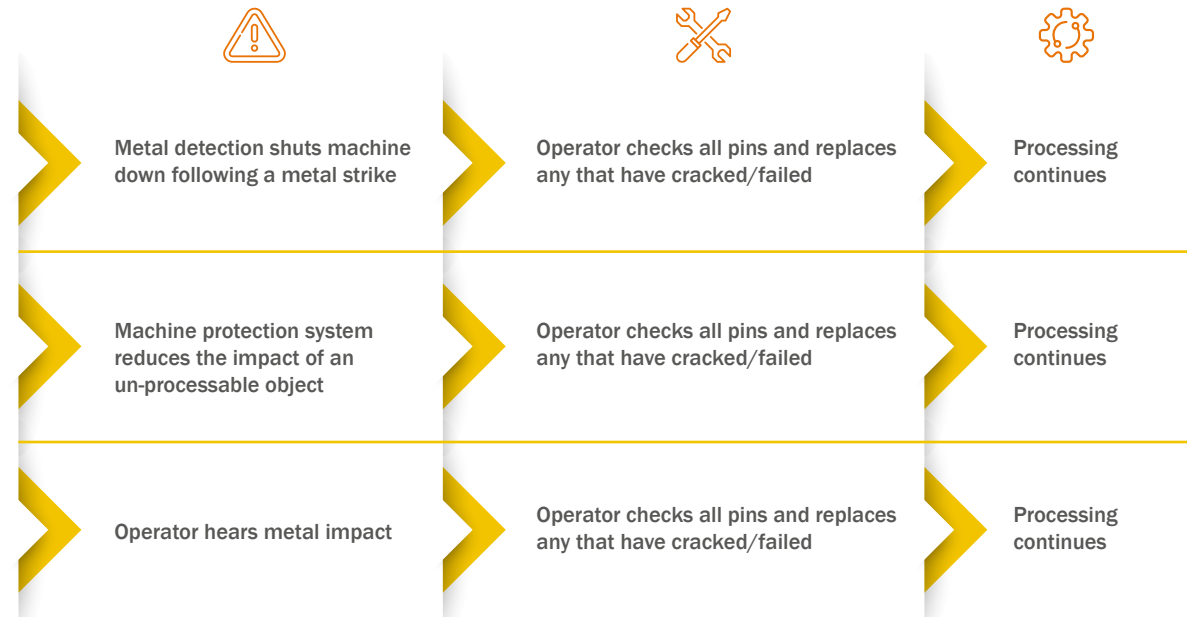 Metal detection shuts machine
down following a metal strike
Operator checks all pins and replaces
any that have cracked/failed
Processing
continues
Machine protection system
reduces the impact of an
un-processable object
Operator checks all pins and replaces
any that have cracked/failed
Processing
continues
Operator hears metal impact
Operator checks all pins and replaces
any that have cracked/failed
Processing
continues